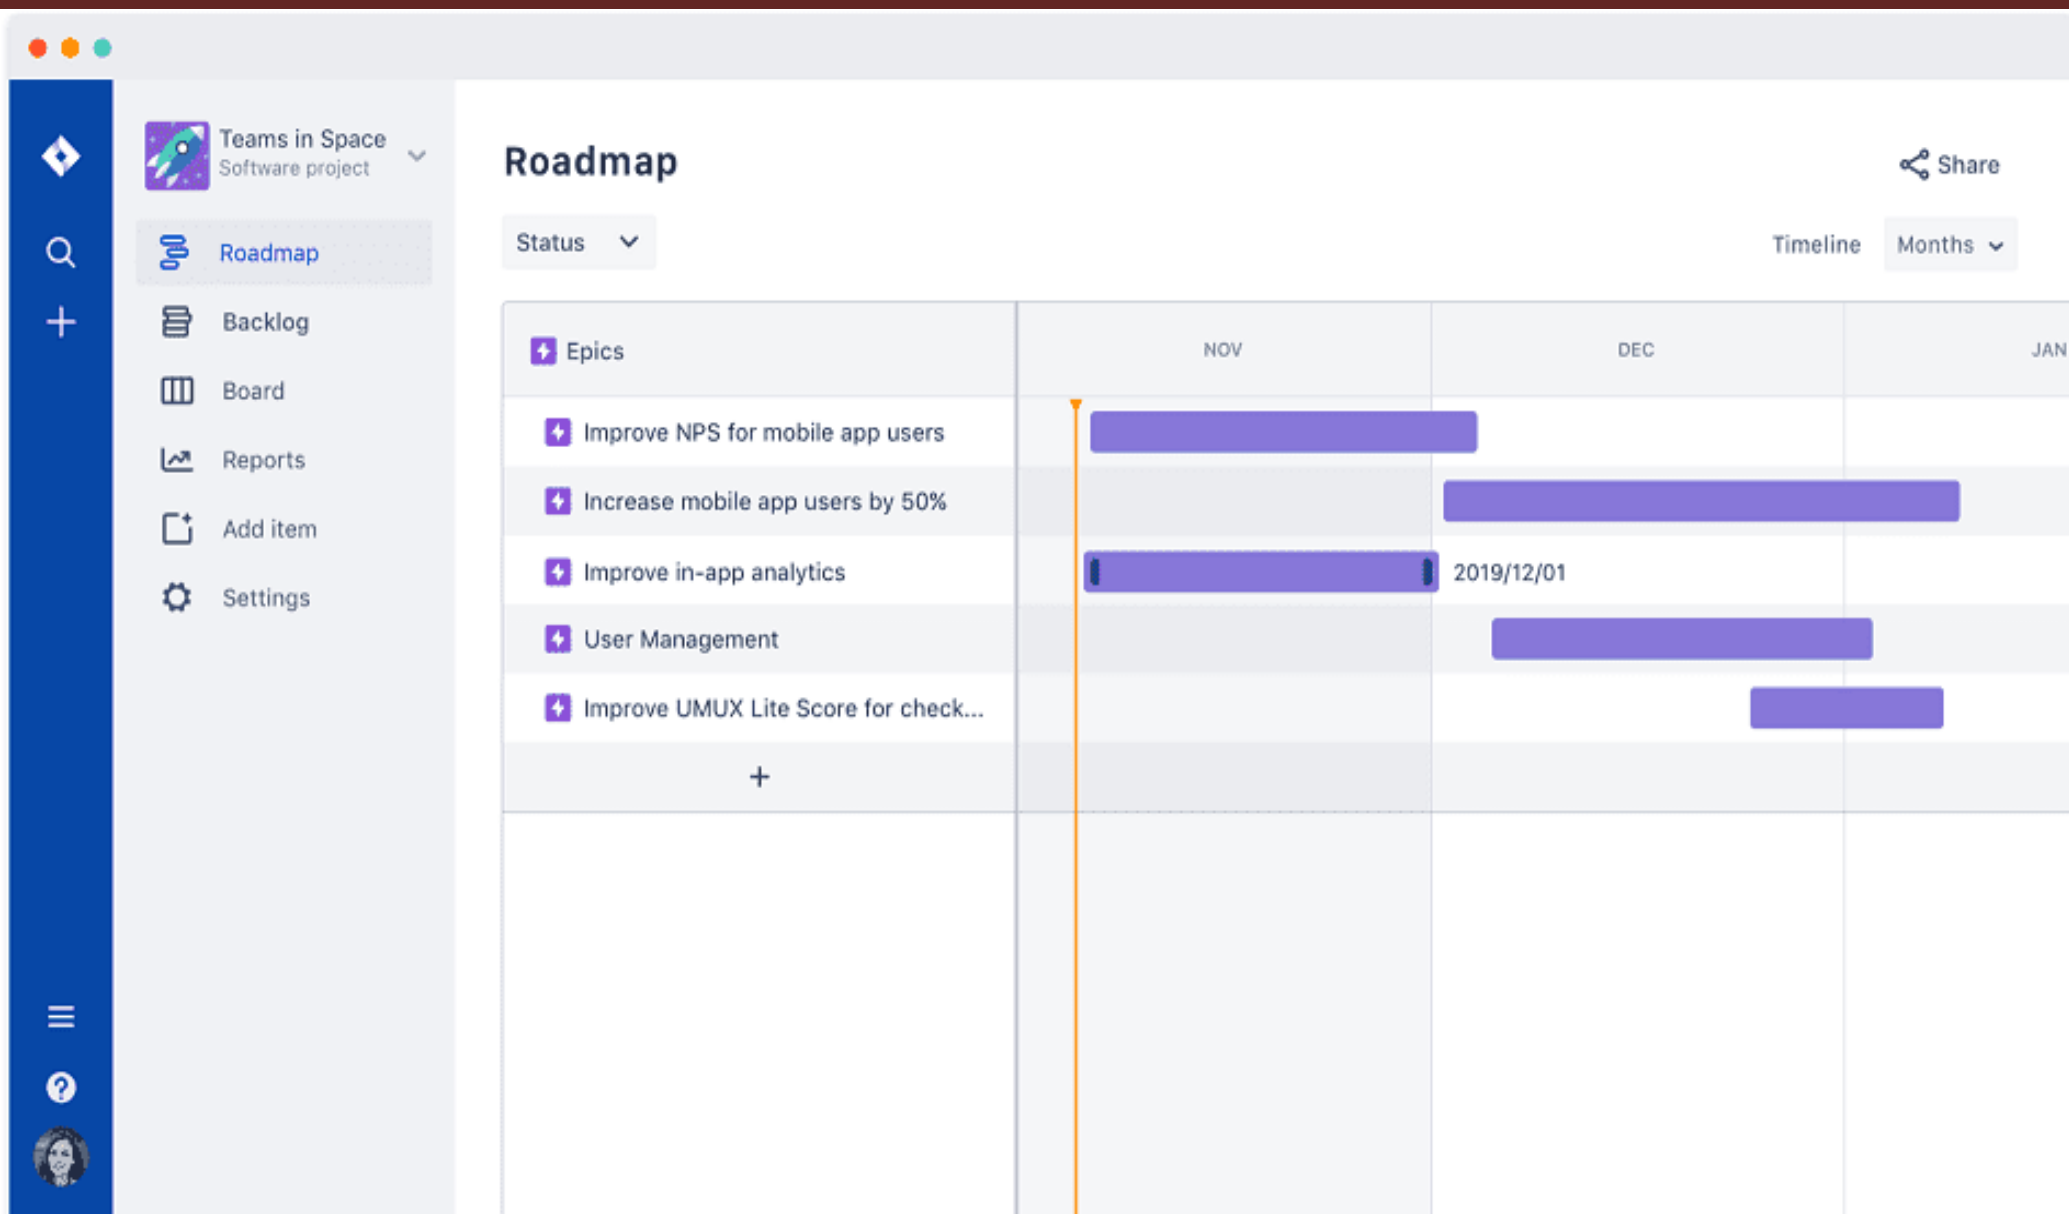 Teams in Space
Software project
Roadmap
Backlog
Board
Reports
Add item
Settings
Roadmap
Share
Status
Timeline
Months
Epics
NOV
DEC
JAN
Improve NPS for mobile app users
Increase mobile app users by 50%
Improve in-app analytics
2019/12/01
User Management
Improve UMUX Lite Score for check...